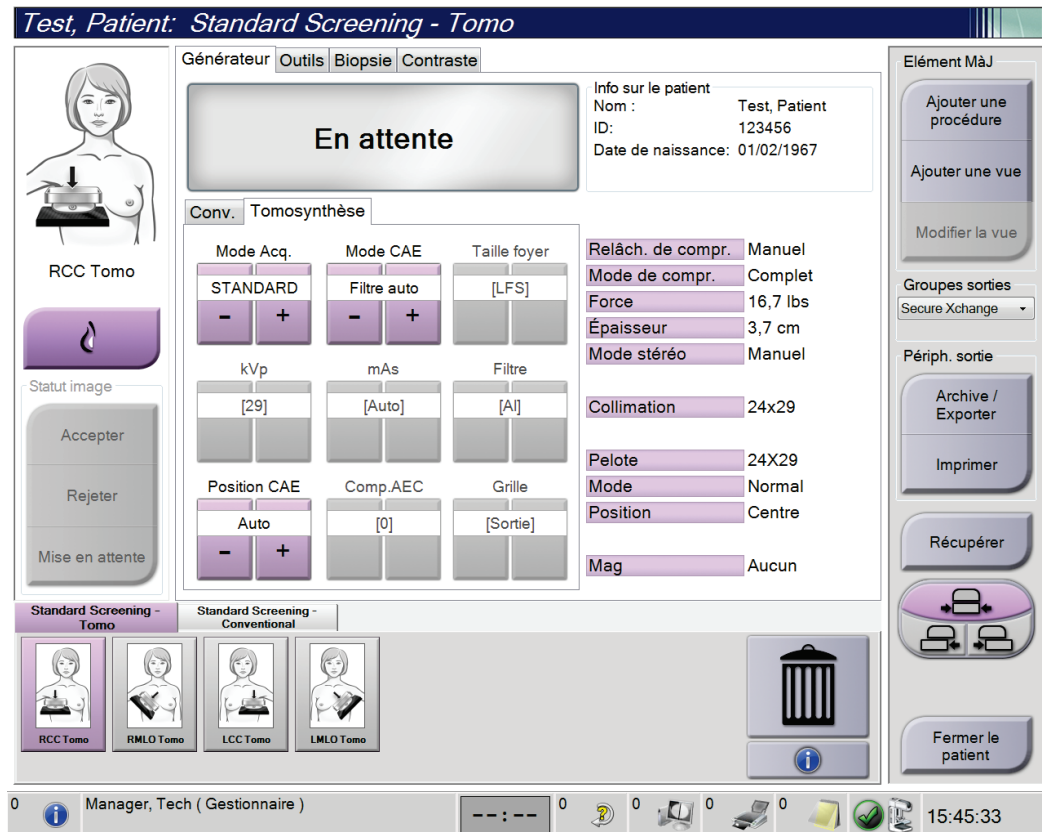 Test, Patient: Standard Screening - Tomo
Générateur Outils Biopsie Contraste
En attente
Info sur le patient
Nom : Test, Patient
ID: 123456
Date de naissance: 01/02/1967
RCC Tomo
Statut image
Accepter
Rejeter
Mise en attente
Conv. Tomosynthèse
Mode Acq. Mode CAE Taille foyer
STANDARD Filtre auto [LFS]
- + - +
kVp mAs Filtre
[29] [Auto] [Al]
Position CAE Comp.AEC Grille
Auto [0] [Sortie]
- +
Relâch. de compr. Manuel
Mode de compr. Complet
Force 16,7 lbs
Épaisseur 3,7 cm
Mode stéréo Manuel
Collimation 24x29
Pelote 24X29
Mode Normal
Position Centre
Mag Aucun
Elément MàJ
Ajouter une
procédure
Ajouter une vue
Modifier la vue
Groupes sorties
Secure Xchange
Périph. sortie
Archive /
Exporter
Imprimer
Récupérer
Fermer le
patient
Standard Screening -
Tomo
Standard Screening -
Conventional
RCC Tomo RMLO Tomo LCC Tomo LMLO Tomo
0 Manager, Tech ( Gestionnaire ) --:-- 0 0 0 0 15:45:33